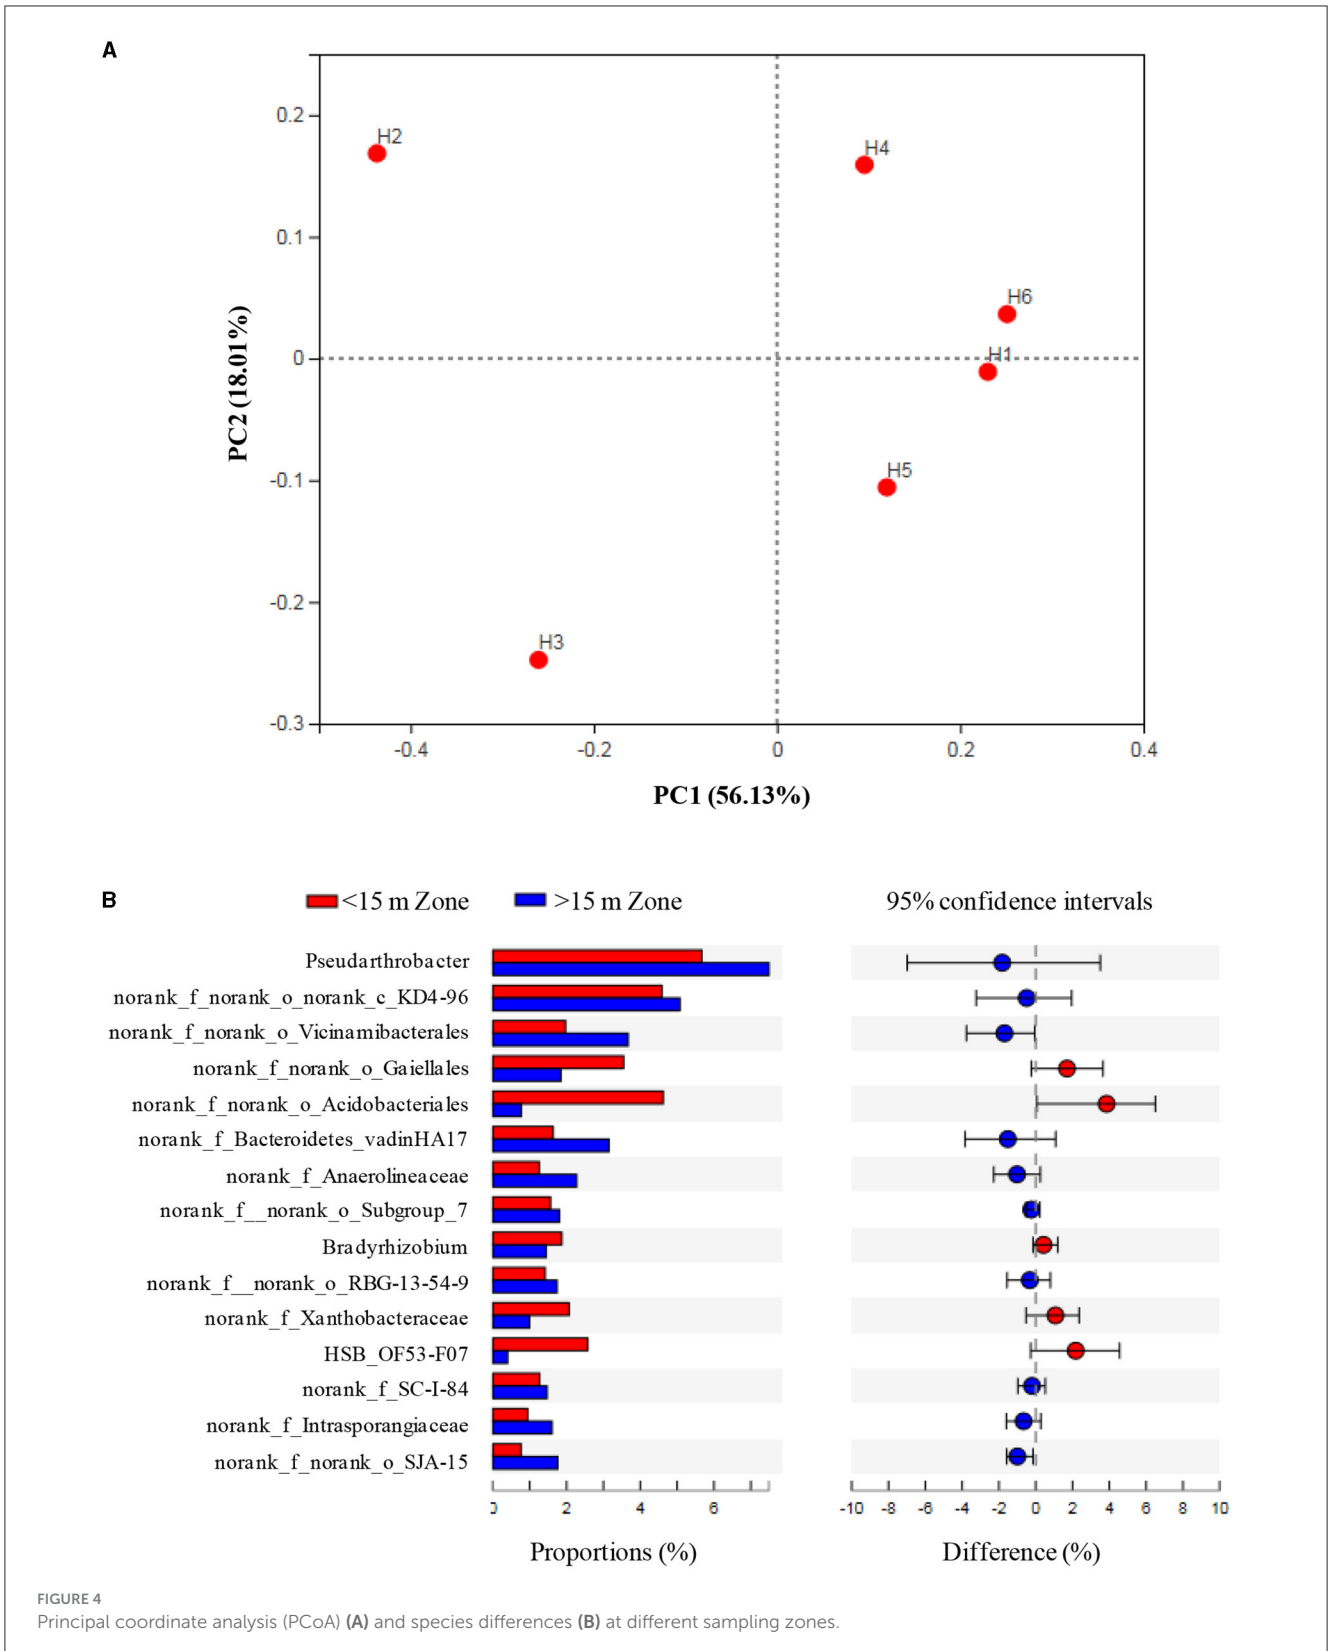 A
0.2
0.1
0
-0.1
-0.2
-0.3
PC2 (18.01%)
H2
H4
H6
H1
H5
H3
-0.4 -0.2 0 0.2 0.4
PC1 (56.13%)
B
<15 m Zone >15 m Zone 95% confidence intervals
Pseudarthrobacter
norank_f_norank_o_norank_c_KD4-96
norank_f_norank_o_Vicinamibacterales
norank_f_norank_o_Gaiellales
norank_f_norank_o_Acidobacteriales
norank_f_Bacteroidetes_vadinHA17
norank_f_Anaerolineaceae
norank_f__norank_o_Subgroup_7
Bradyrhizobium
norank_f__norank_o_RBG-13-54-9
norank_f_Xanthobacteraceae
HSB_OF53-F07
norank_f_SC-I-84
norank_f_Intrasporangiaceae
norank_f_norank_o_SJA-15
0 2 4 6 -10 -8 -6 -4 -2 0 2 4 6 8 10
Proportions (%) Difference (%)
FIGURE 4
Principal coordinate analysis (PCoA) (A) and species differences (B) at different sampling zones.